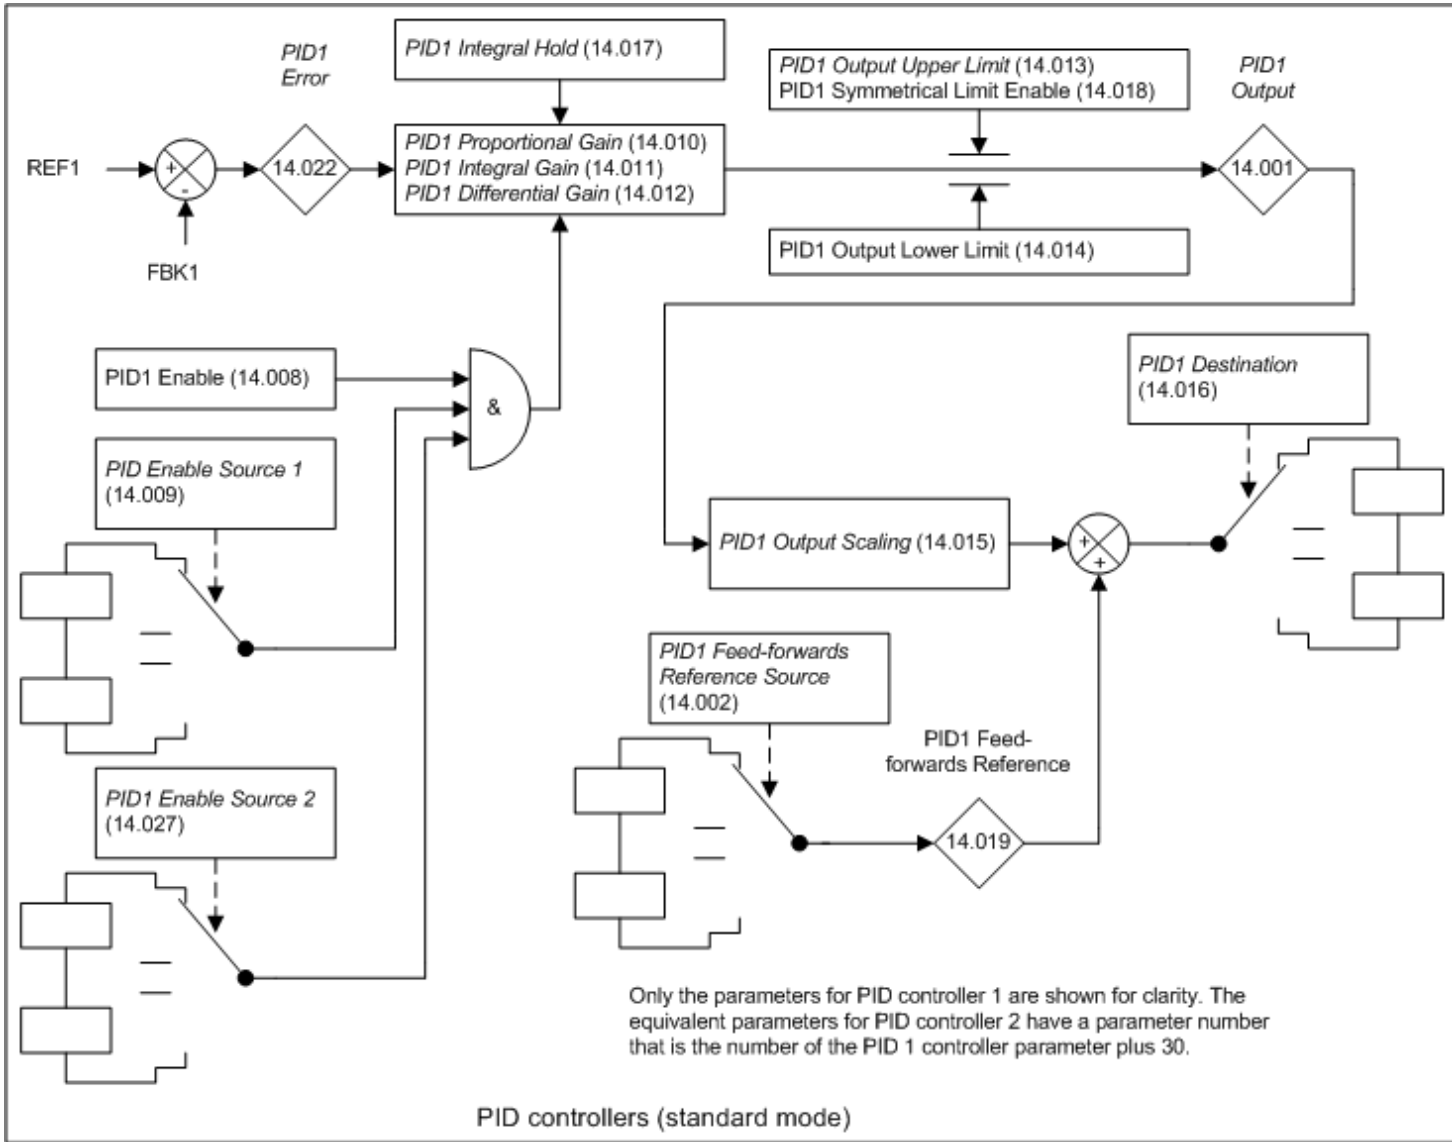 PID1
Error
PID1 Integral Hold (14.017)
PID1 Output Upper Limit (14.013)
PID1 Symmetrical Limit Enable (14.018)
PID1
Output
REF1
+
-
14.022
PID1 Proportional Gain (14.010)
PID1 Integral Gain (14.011)
PID1 Differential Gain (14.012)
14.001
FBK1
PID1 Output Lower Limit (14.014)
PID1 Enable (14.008)
&
PID1 Destination
(14.016)
PID Enable Source 1
(14.009)
PID1 Output Scaling (14.015)
+
+
PID1 Feed-forwards
Reference Source
(14.002)
PID1 Feed-
forwards Reference
14.019
PID1 Enable Source 2
(14.027)
Only the parameters for PID controller 1 are shown for clarity. The
equivalent parameters for PID controller 2 have a parameter number
that is the number of the PID 1 controller parameter plus 30.
PID controllers (standard mode)